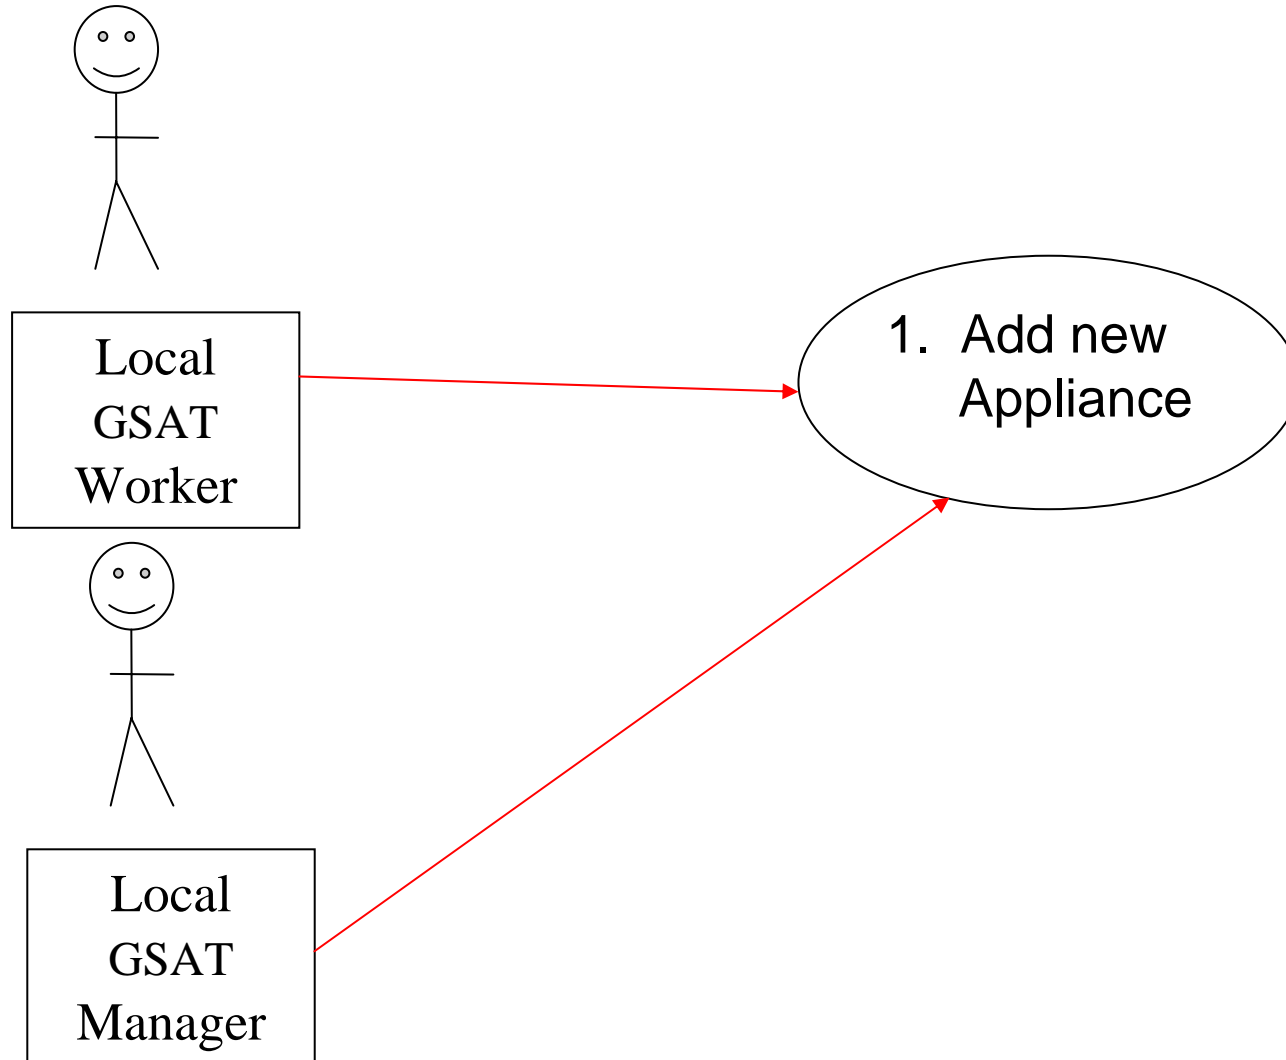 Local
GSAT
Worker
1. Add new
Appliance
Local
GSAT
Manager